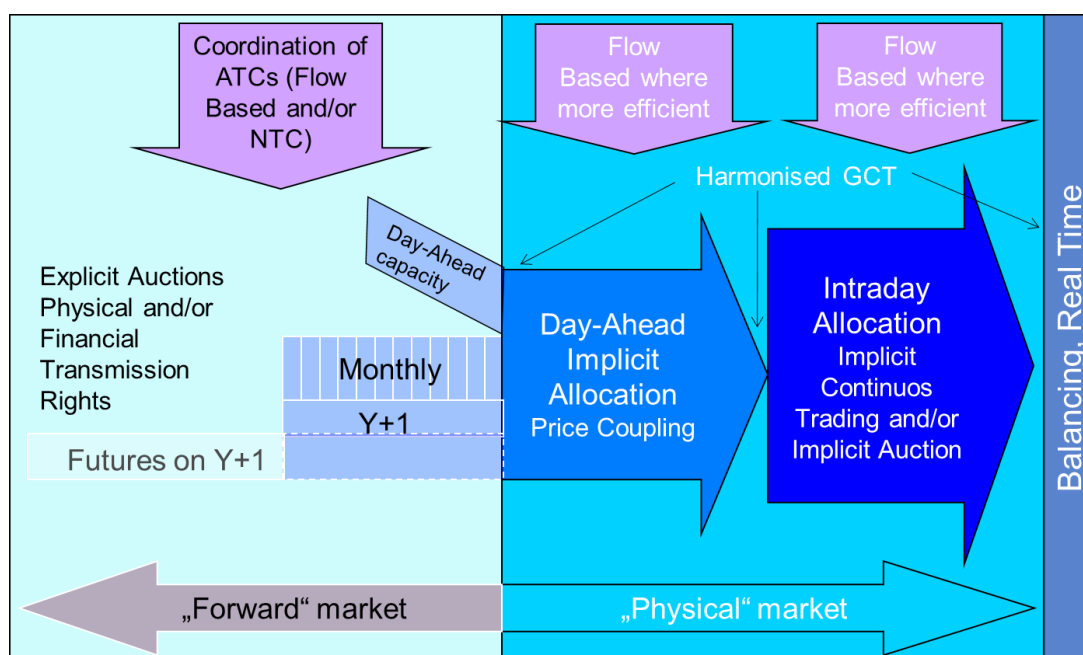 Coordination of
ATCs (Flow
Based and/or
NTC)
Flow
Based where
more efficient
Flow
Based where
more efficient
Harmonised GCT
Day-Ahead
capacity
Explicit Auctions
Physical and/or
Financial
Transmission
Rights
Monthly
Y+1
Futures on Y+1
Day-Ahead
Implicit
Allocation
Price Coupling
Intraday
Allocation
Implicit
Continuos
Trading and/or
Implicit Auction
Balancing, Real Time
„Forward“ market
„Physical“ market